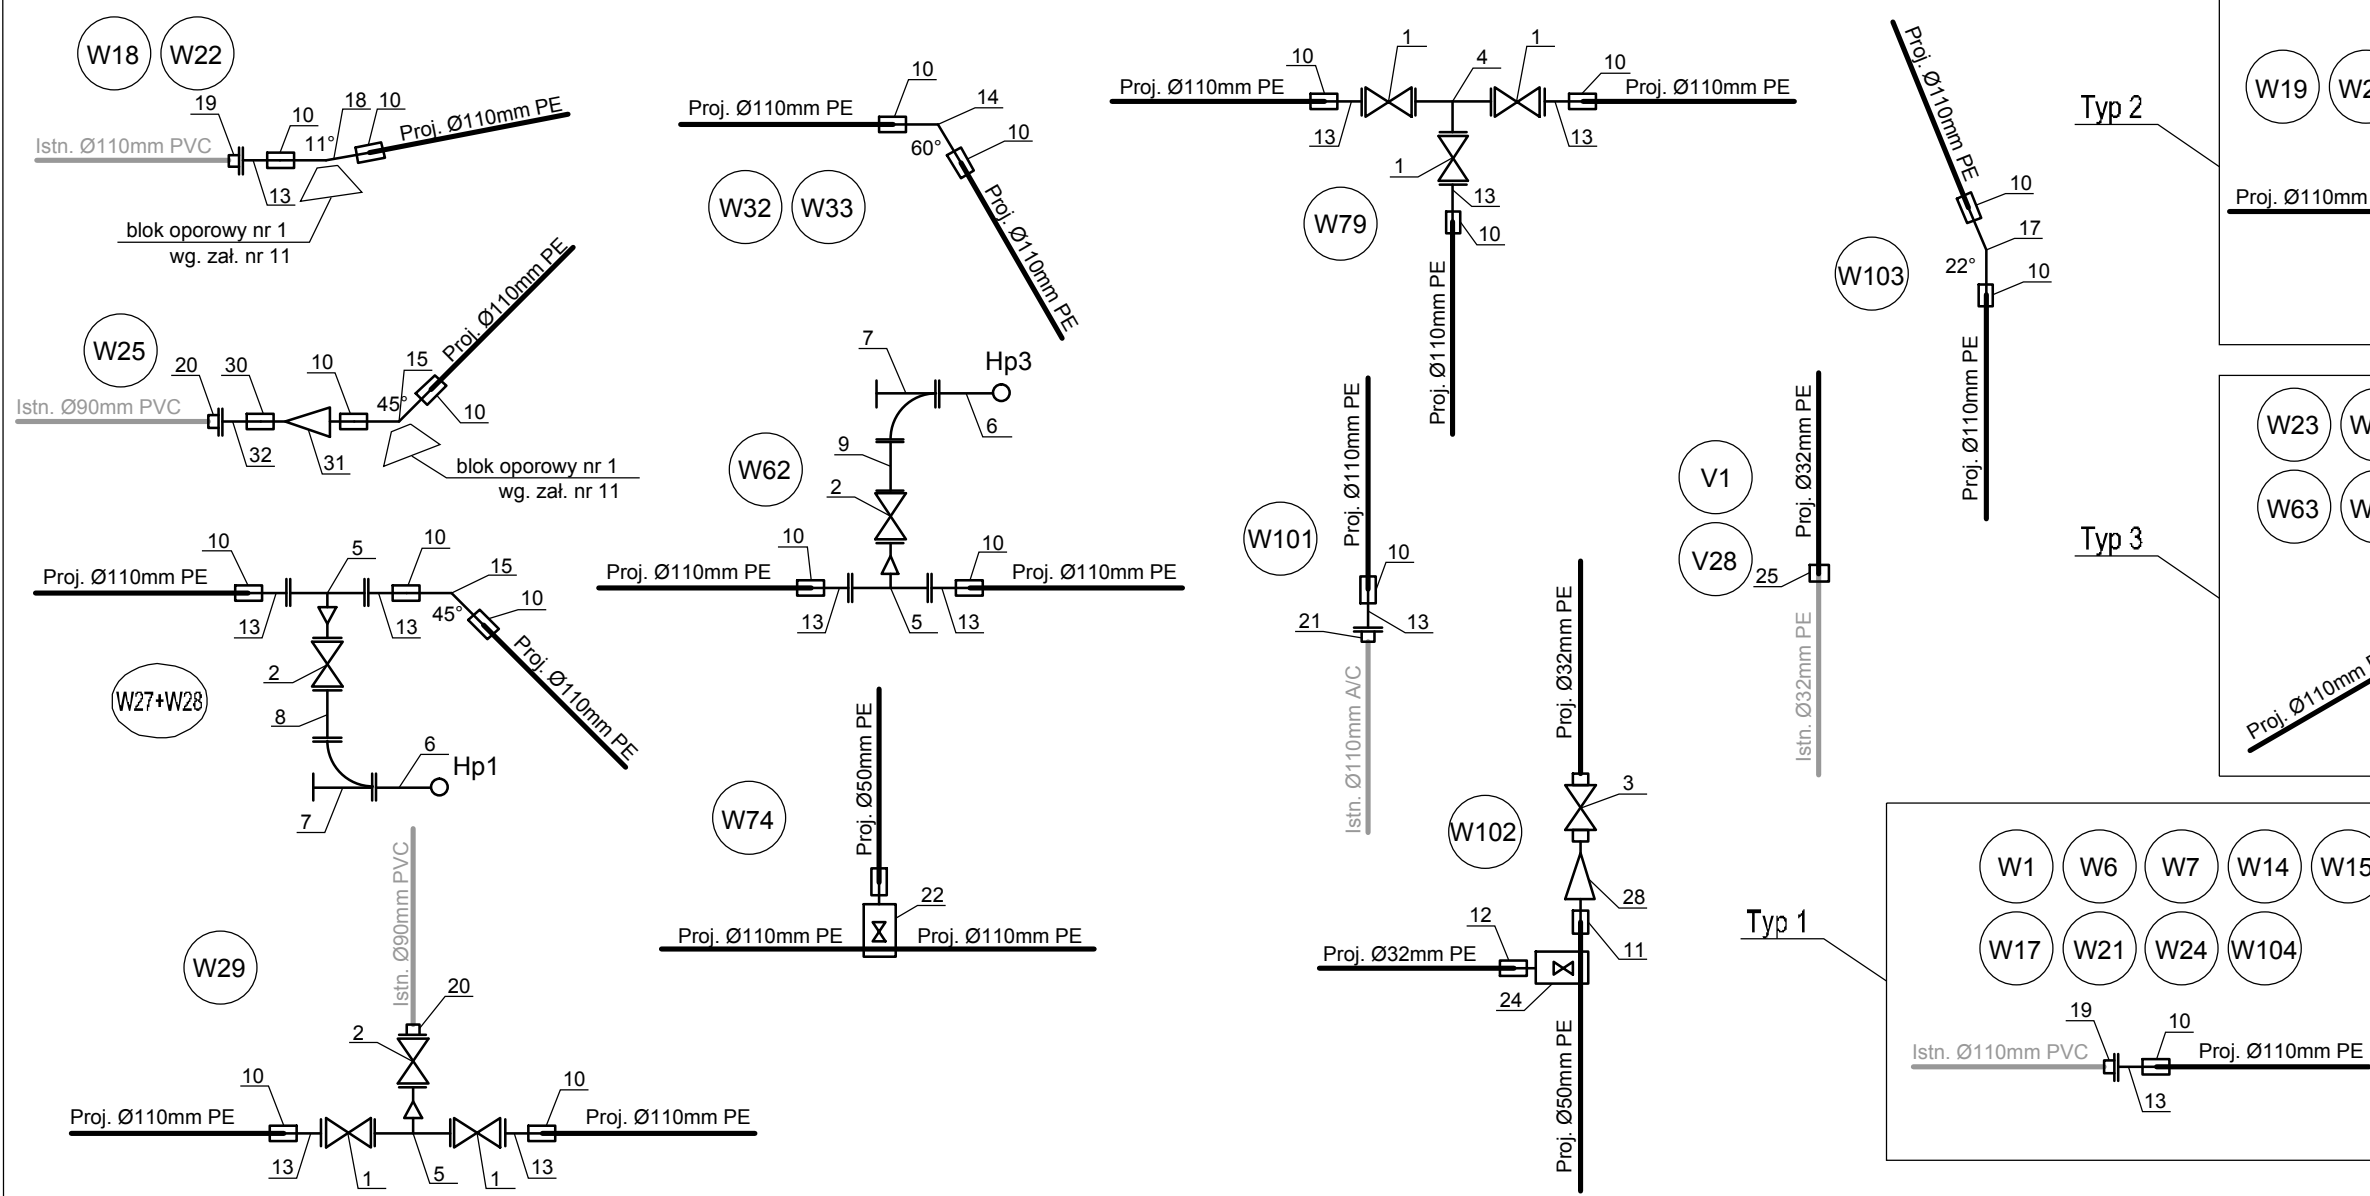 W18 W22
19
10
18
10
Istn. Ø110mm PVC
11°
Proj. Ø110mm PE
13
blok oporowy nr 1
wg. zał. nr 11
W25
20
30
10
15
Istn. Ø90mm PVC
45°
Proj. Ø110mm PE
10
32
31
blok oporowy nr 1
wg. zał. nr 11
10
5
10
15
Proj. Ø110mm PE
10
45°
13
13
2
Proj. Ø110mm PE
W27+W28
8
6
Hp1
7
Istn. Ø90mm PVC
W29
20
2
10
10
Proj. Ø110mm PE
Proj. Ø110mm PE
13
1
5
1
13
10
Proj. Ø110mm PE
14
10
60°
W32 W33
Proj. Ø110mm PE
7
Hp3
6
9
W62
2
10
10
Proj. Ø110mm PE
Proj. Ø110mm PE
13
5
13
Proj. Ø50mm PE
W74
22
Proj. Ø110mm PE
Proj. Ø110mm PE
1
1
10
4
10
Proj. Ø110mm PE
Proj. Ø110mm PE
13
13
1
13
W79
10
Proj. Ø110mm PE
Proj. Ø110mm PE
W101
10
21
13
Istn. Ø110mm A/C
Proj. Ø32mm PE
3
W102
28
12
11
Proj. Ø32mm PE
24
Proj. Ø50mm PE
Proj. Ø110mm PE
10
17
W103
22°
10
Proj. Ø110mm PE
Proj. Ø32mm PE
V1
V28
25
Istn. Ø32mm PE
Typ 2
W19
Proj. Ø110mm
Typ 3
W23
W63
Proj. Ø110mm
Typ 1
W1 W6 W7 W14 W15
W17 W21 W24 W104
19
10
Istn. Ø110mm PVC
Proj. Ø110mm PE
13